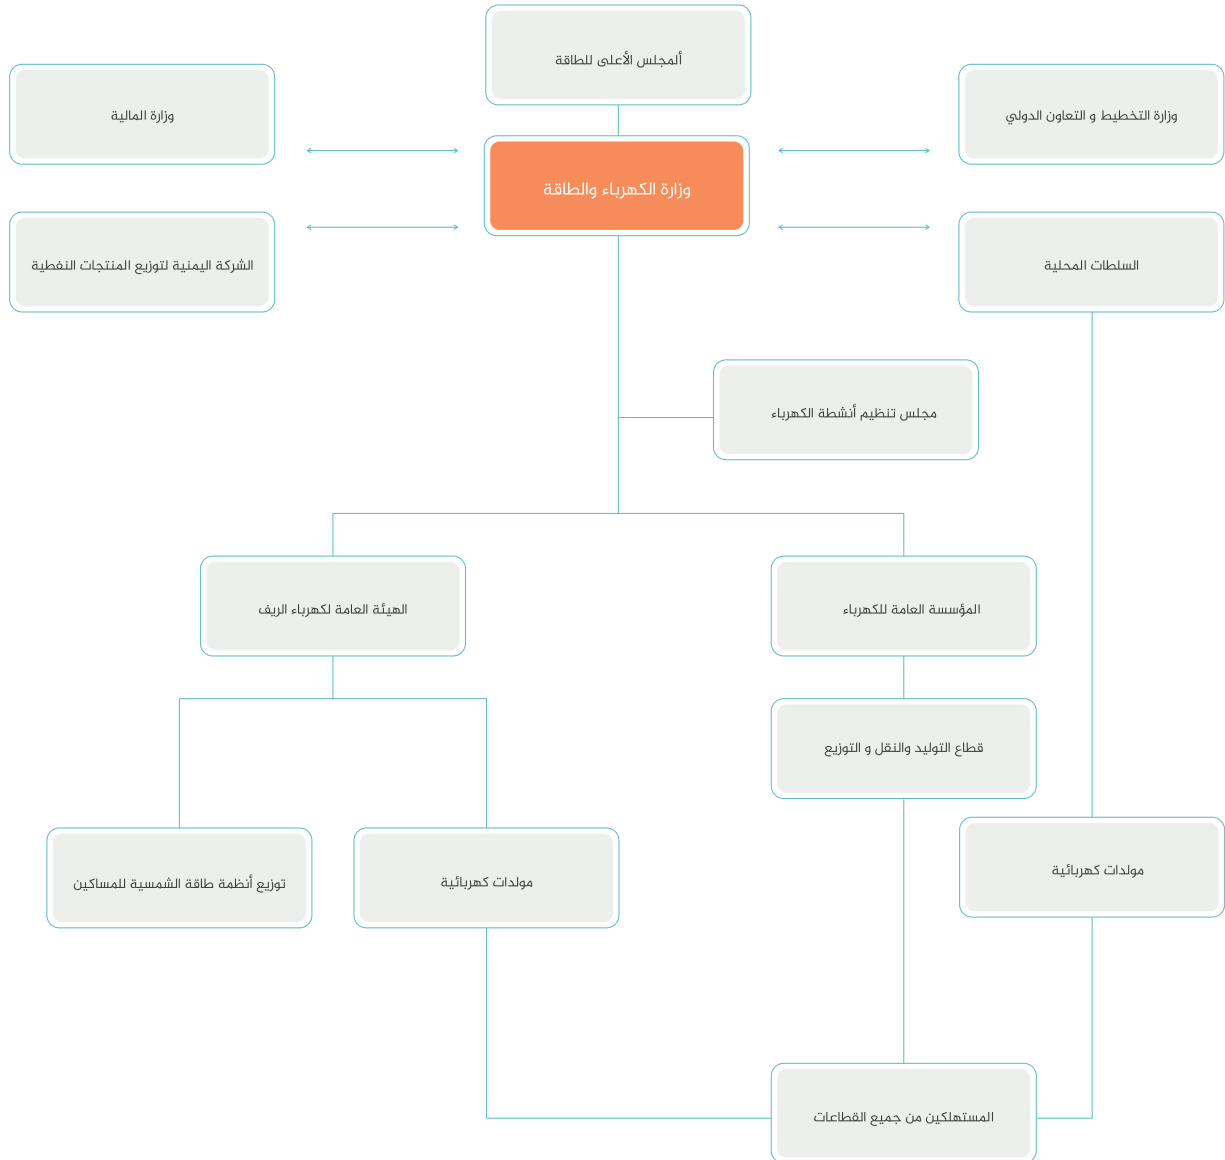 ألمجلس الأعلى للطاقة
وزارة التخطيط و التعاون الدولي
وزارة المالية
وزارة الكهرباء والطاقة
السلطات المحلية
الشركة اليمنية لتوزيع المنتجات النفطية
مجلس تنظيم أنشطة الكهرباء
المؤسسة العامة للكهرباء
الهيئة العامة لكهرباء الريف
قطاع التوليد والنقل و التوزيع
مولدات كهربائية
مولدات كهربائية
توزيع أنظمة طاقة الشمسية للمساكين
المستهلكين من جميع القطاعات